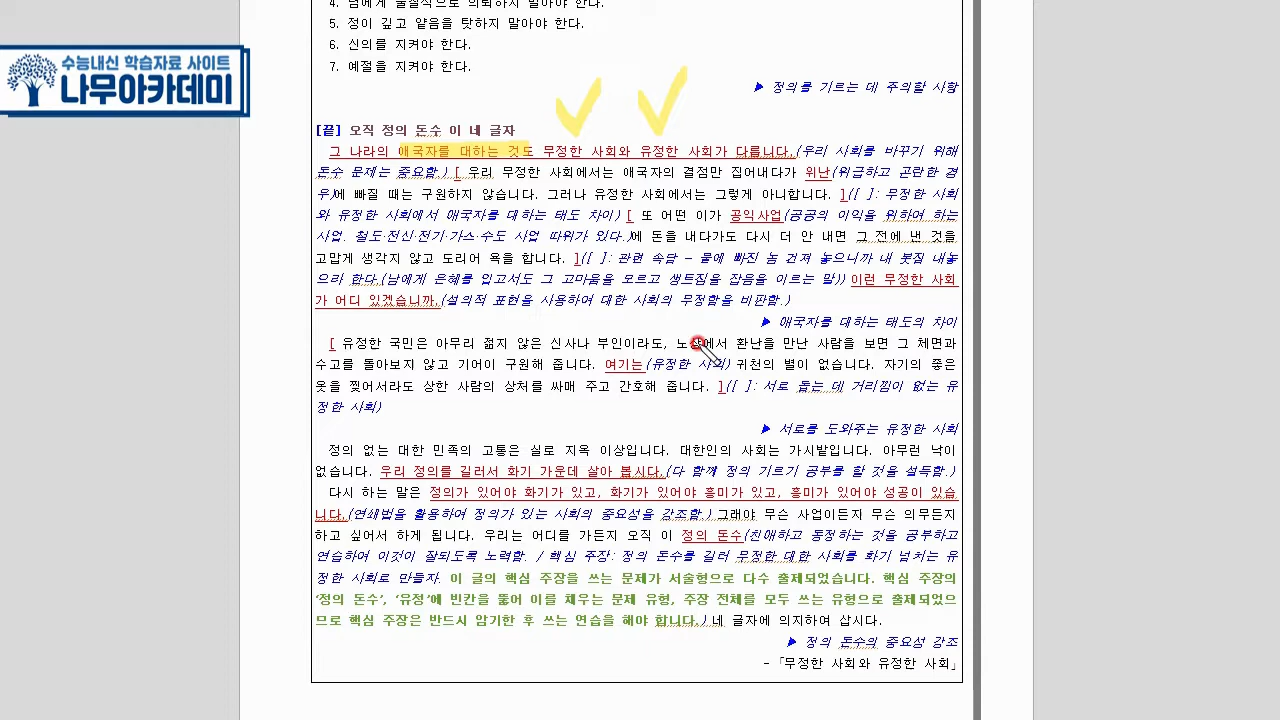 4. 남에게 물질적으로 의뢰하지 말아야 한다.
5. 정이 깊고 얕음을 탓하지 말아야 한다.
6. 신의를 지켜야 한다.
7. 예절을 지켜야 한다.
수능내신 학습자료 사이트
나무아카데미
▶ 정의를 기르는 데 주의할 사항
[끝] 오직 정의 돈수 이 네 글자
그 나라의 애국자를 대하는 것도 무정한 사회와 유정한 사회가 다릅니다.(우리 사회를 바꾸기 위해
돈수 문제는 중요함.) [ 우리 무정한 사회에서는 애국자의 결점만 집어내다가 위난(위급하고 곤란한 경
우)에 빠질 때는 구원하지 않습니다. 그러나 유정한 사회에서는 그렇게 아니합니다. ]([ ]: 무정한 사회
와 유정한 사회에서 애국자를 대하는 태도 차이) [ 또 어떤 이가 공익사업(공공의 이익을 위하여 하는
사업. 철도·전신·전기·가스·수도 사업 따위가 있다.)에 돈을 내다가도 다시 더 안 내면 그 전에 낸 것을
고맙게 생각지 않고 도리어 욕을 합니다. ]([ ]: 관련 속담 - 물에 빠진 놈 건져 놓으니까 내 봇짐 내놓
으라 한다.(남에게 은혜를 입고서도 그 고마움을 모르고 생트집을 잡음을 이르는 말)) 이런 무정한 사회
가 어디 있겠습니까.(설의적 표현을 사용하여 대한 사회의 무정함을 비판함.)
▶ 애국자를 대하는 태도의 차이
[ 유정한 국민은 아무리 젊지 않은 신사나 부인이라도, 노상에서 환난을 만난 사람을 보면 그 체면과
수고를 돌아보지 않고 기어이 구원해 줍니다. 여기는(유정한 사회) 귀천의 별이 없습니다. 자기의 좋은
옷을 찢어서라도 상한 사람의 상처를 싸매 주고 간호해 줍니다. ]([ ]: 서로 돕는 데 거리낌이 없는 유
정한 사회)
▶ 서로를 도와주는 유정한 사회
정의 없는 대한 민족의 고통은 실로 지옥 이상입니다. 대한인의 사회는 가시밭입니다. 아무런 낙이
없습니다. 우리 정의를 길러서 화기 가운데 살아 봅시다.(다 함께 정의 기르기 공부를 할 것을 설득함.)
다시 하는 말은 정의가 있어야 화기가 있고, 화기가 있어야 흥미가 있고, 흥미가 있어야 성공이 있습
니다.(연쇄법을 활용하여 정의가 있는 사회의 중요성을 강조함.) 그래야 무슨 사업이든지 무슨 의무든지
하고 싶어서 하게 됩니다. 우리는 어디를 가든지 오직 이 정의 돈수(친애하고 동정하는 것을 공부하고
연습하여 이것이 잘되도록 노력함. / 핵심 주장: 정의 돈수를 길러 무정한 대한 사회를 화기 넘치는 유
정한 사회로 만들자. 이 글의 핵심 주장을 쓰는 문제가 서술형으로 다수 출제되었습니다. 핵심 주장의
‘정의 돈수’, ‘유정’에 빈칸을 뚫어 이를 채우는 문제 유형, 주장 전체를 모두 쓰는 유형으로 출제되었으
므로 핵심 주장은 반드시 암기한 후 쓰는 연습을 해야 합니다.) 네 글자에 의지하여 삽시다.
▶ 정의 돈수의 중요성 강조
-「무정한 사회와 유정한 사회」